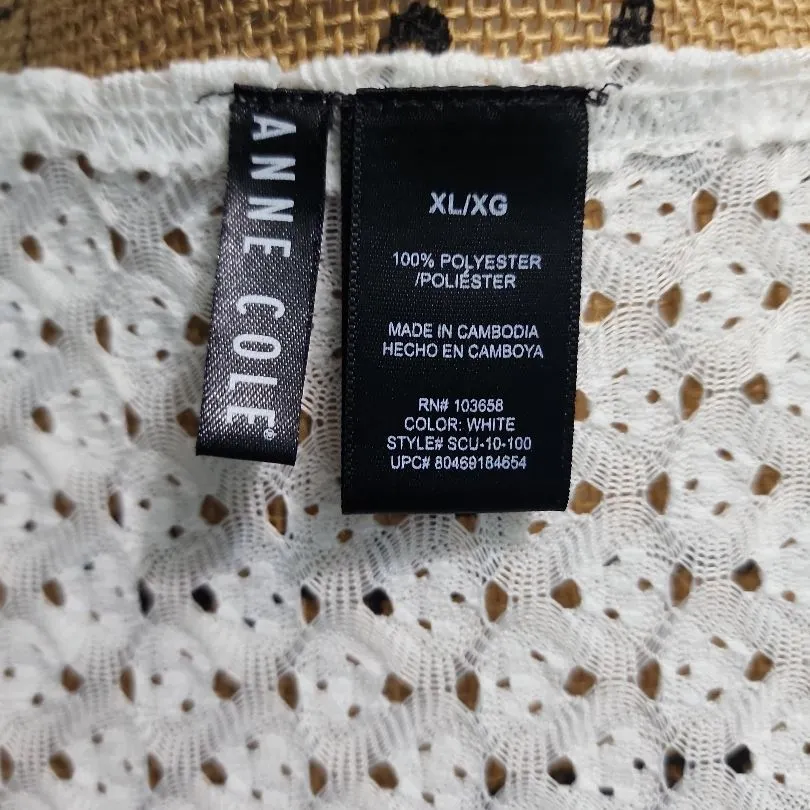 ANNE COLE®
XL/XG
100% POLYESTER
/POLIÉSTER
MADE IN CAMBODIA
HECHO EN CAMBOYA
RN# 103658
COLOR: WHITE
STYLE# SCU-10-100
UPC# 80469184654